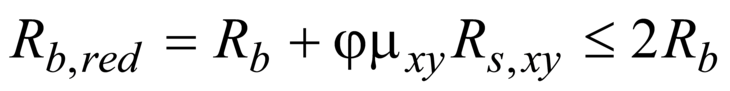 R_{b,red} = R_b + φμ_{xy}R_{s,xy} ≤ 2R_b